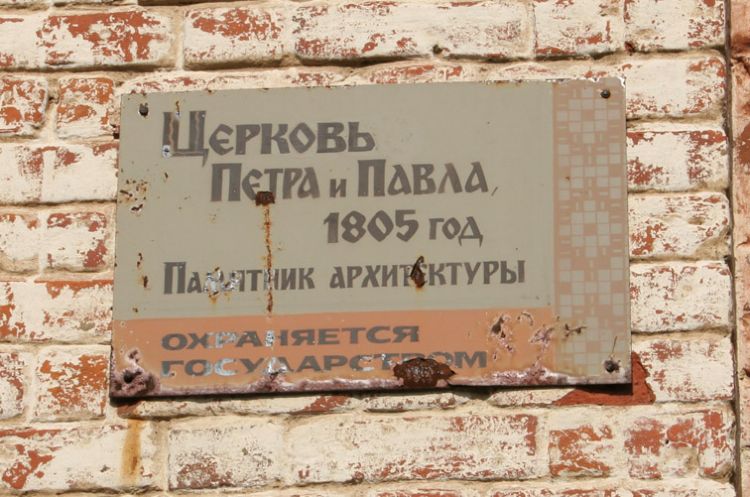 Церковь
Петра и Павла,
1805 год
Памятник архитектуры
охраняется
государством